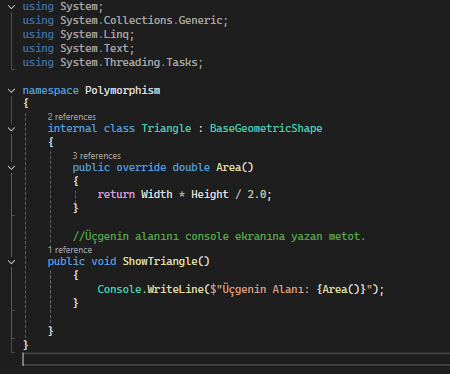 using System;
using System.Collections.Generic;
using System.Linq;
using System.Text;
using System.Threading.Tasks;
namespace Polymorphism
{
2 references
internal class Triangle : BaseGeometricShape
{
3 references
public override double Area()
{
return Width * Height / 2.0;
}
//Üçgenin alanını console ekranına yazan metot.
1 reference
public void ShowTriangle()
{
Console.WriteLine($"Üçgenin Alanı: {Area()}");
}
}
}